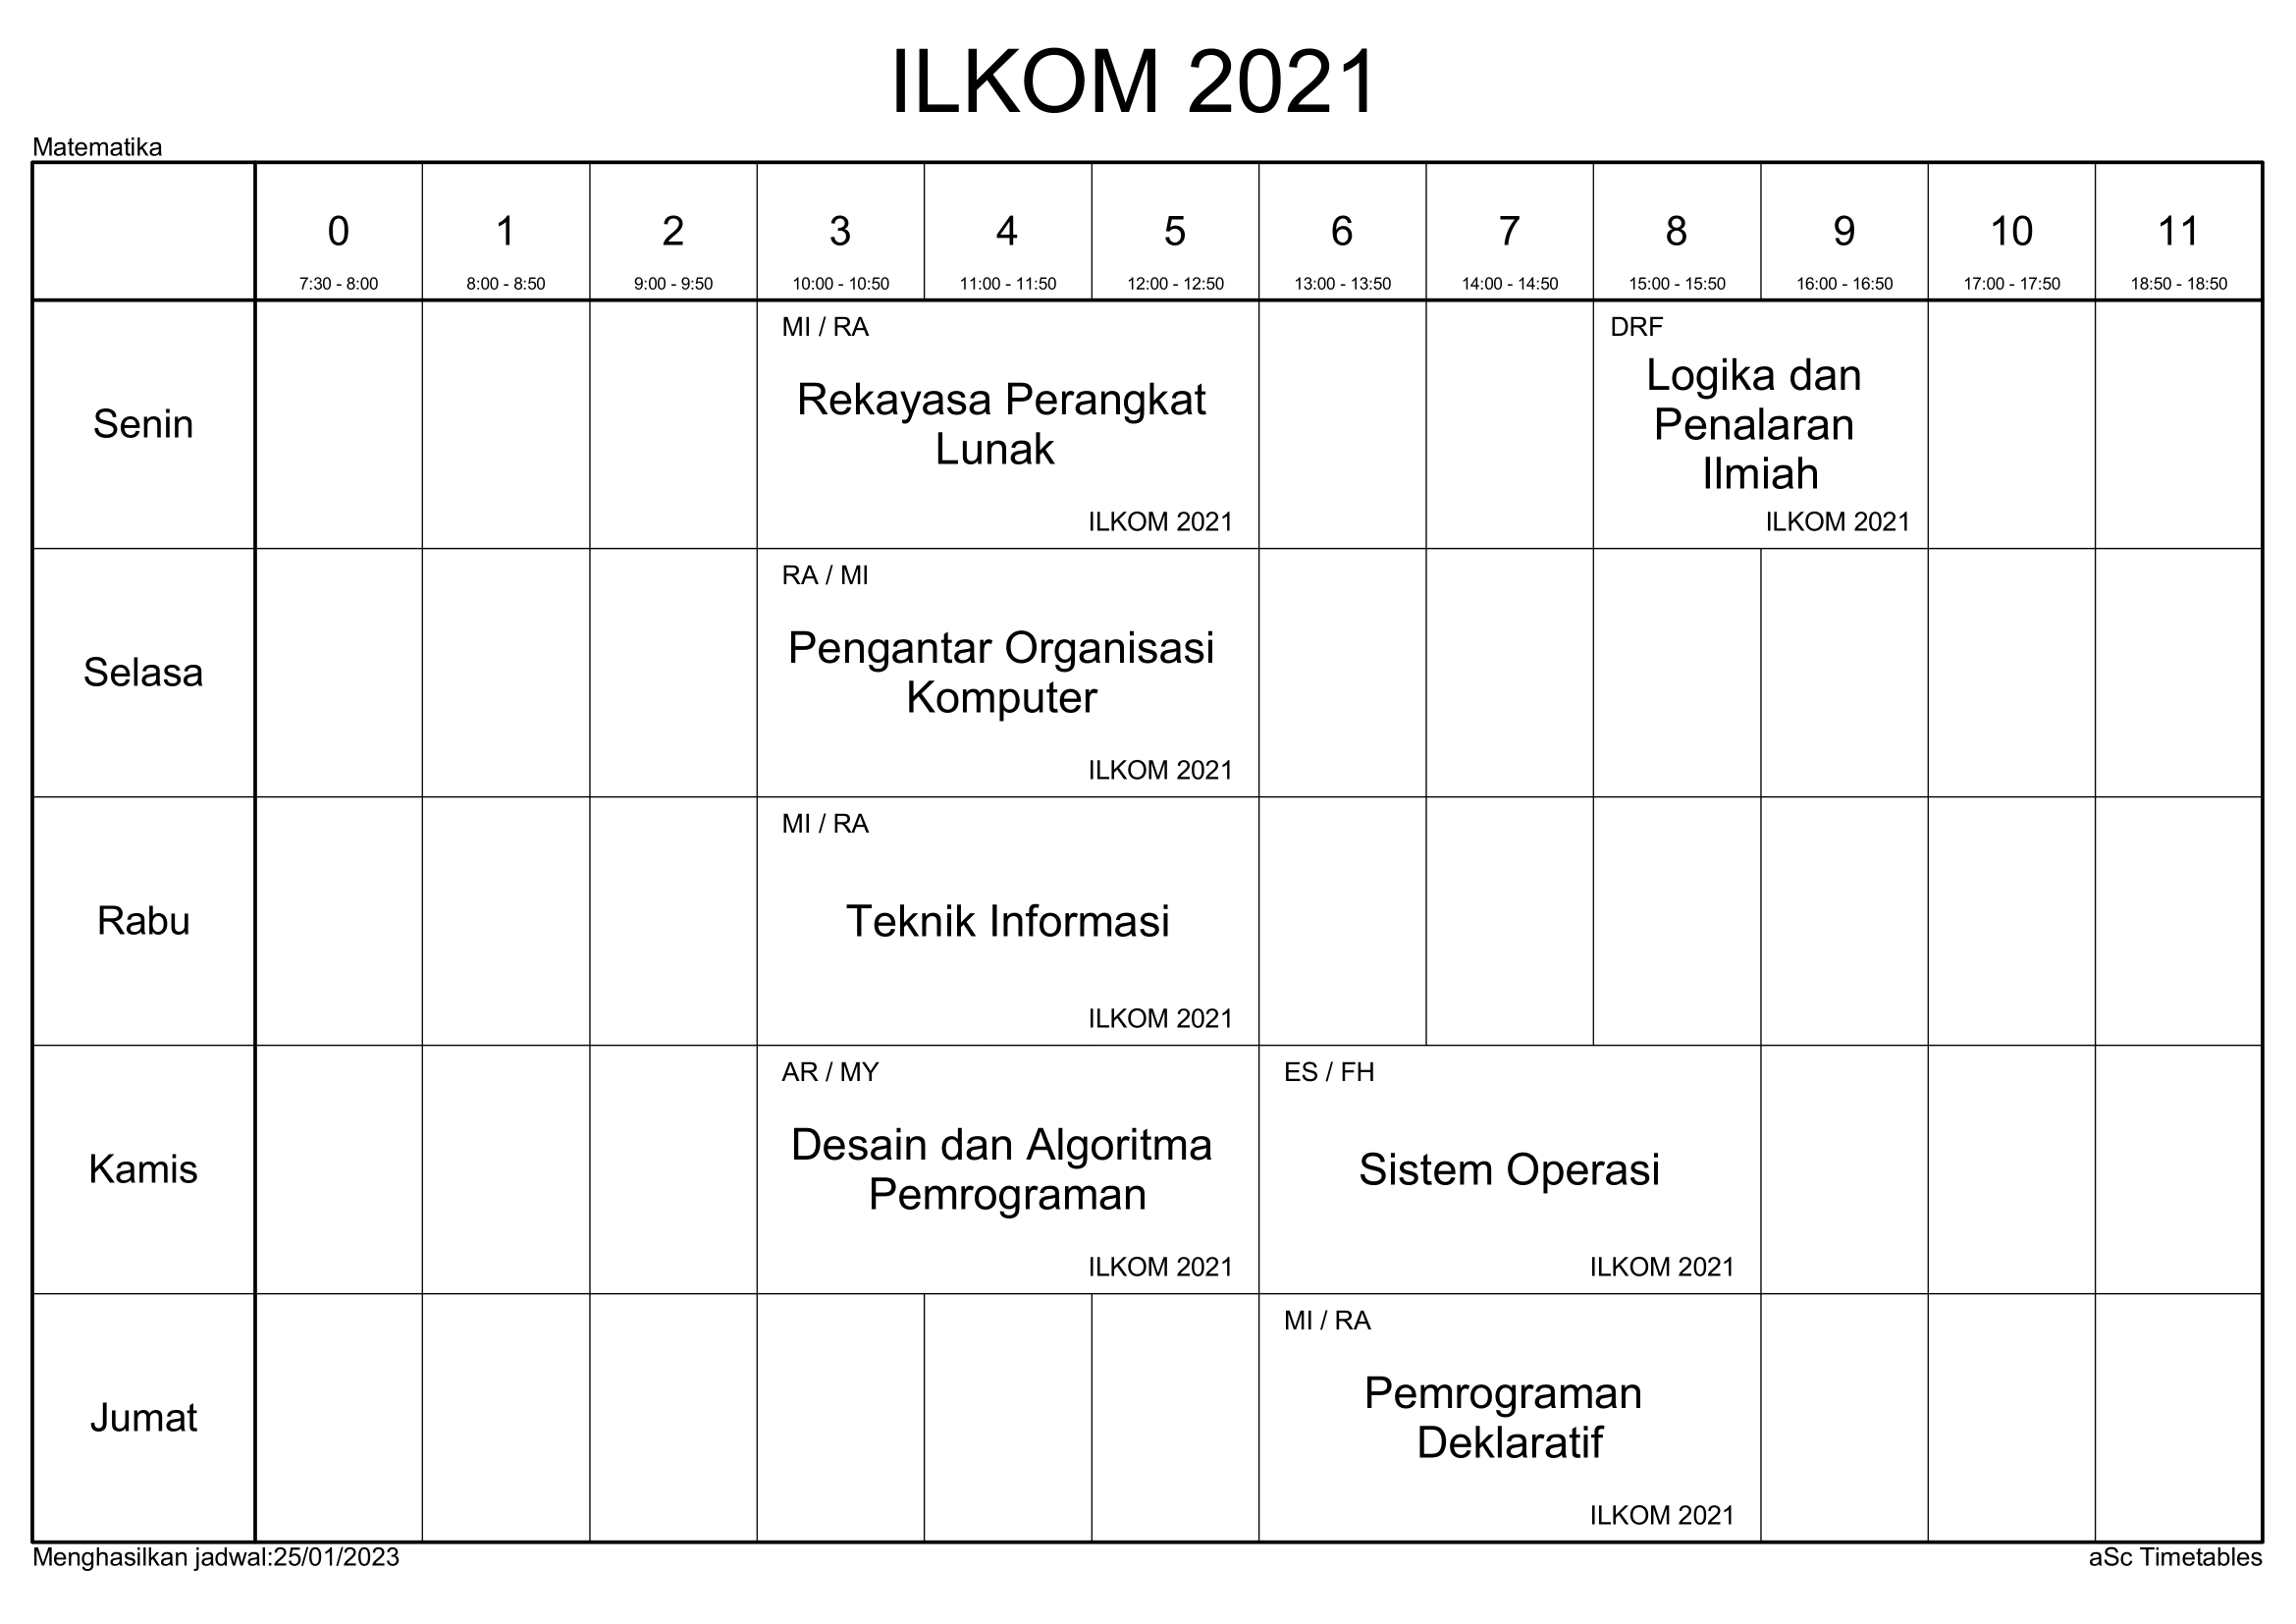 ILKOM 2021
Matematika
0 1 2 3 4 5 6 7 8 9 10 11
7:30 - 8:00 8:00 - 8:50 9:00 - 9:50 10:00 - 10:50 11:00 - 11:50 12:00 - 12:50 13:00 - 13:50 14:00 - 14:50 15:00 - 15:50 16:00 - 16:50 17:00 - 17:50 18:50 - 18:50
Senin
MI / RA
Rekayasa Perangkat
Lunak
ILKOM 2021
DRF
Logika dan
Penalaran
Ilmiah
ILKOM 2021
Selasa
RA / MI
Pengantar Organisasi
Komputer
ILKOM 2021
Rabu
MI / RA
Teknik Informasi
ILKOM 2021
Kamis
AR / MY
Desain dan Algoritma
Pemrograman
ILKOM 2021
ES / FH
Sistem Operasi
ILKOM 2021
Jumat
MI / RA
Pemrograman
Deklaratif
ILKOM 2021
Menghasilkan jadwal:25/01/2023
aSc Timetables